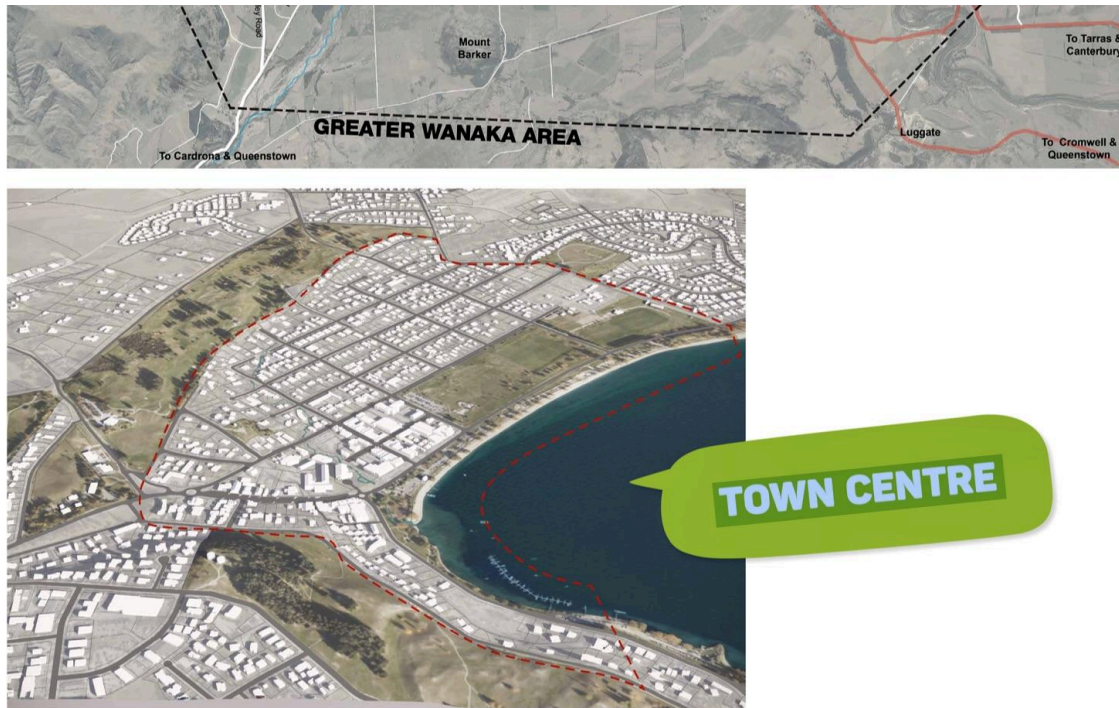 Mount
Barker
To Tarras &
Canterbury
GREATER WANAKA AREA
Luggate
To Cardrona & Queenstown
To Cromwell &
Queenstown
TOWN CENTRE